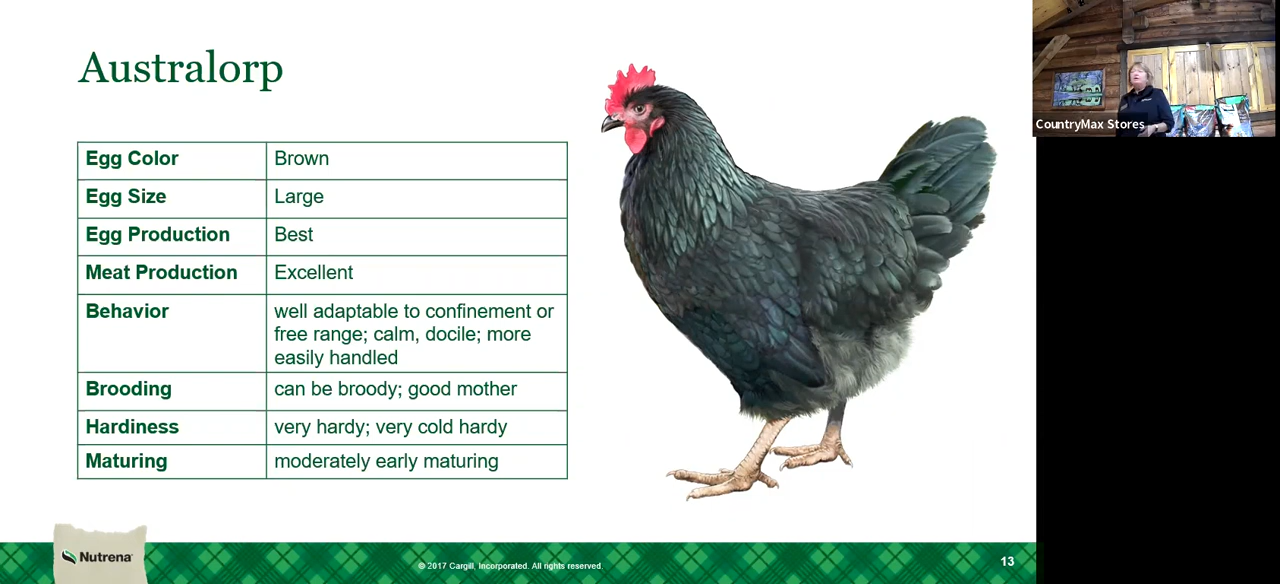 Australorp
Egg Color Brown
Egg Size Large
Egg Production Best
Meat Production Excellent
Behavior well adaptable to confinement or
free range; calm, docile; more
easily handled
Brooding can be broody; good mother
Hardiness very hardy; very cold hardy
Maturing moderately early maturing
CountryMax Stores
Nutrena
© 2017 Cargill, Incorporated. All rights reserved.
13